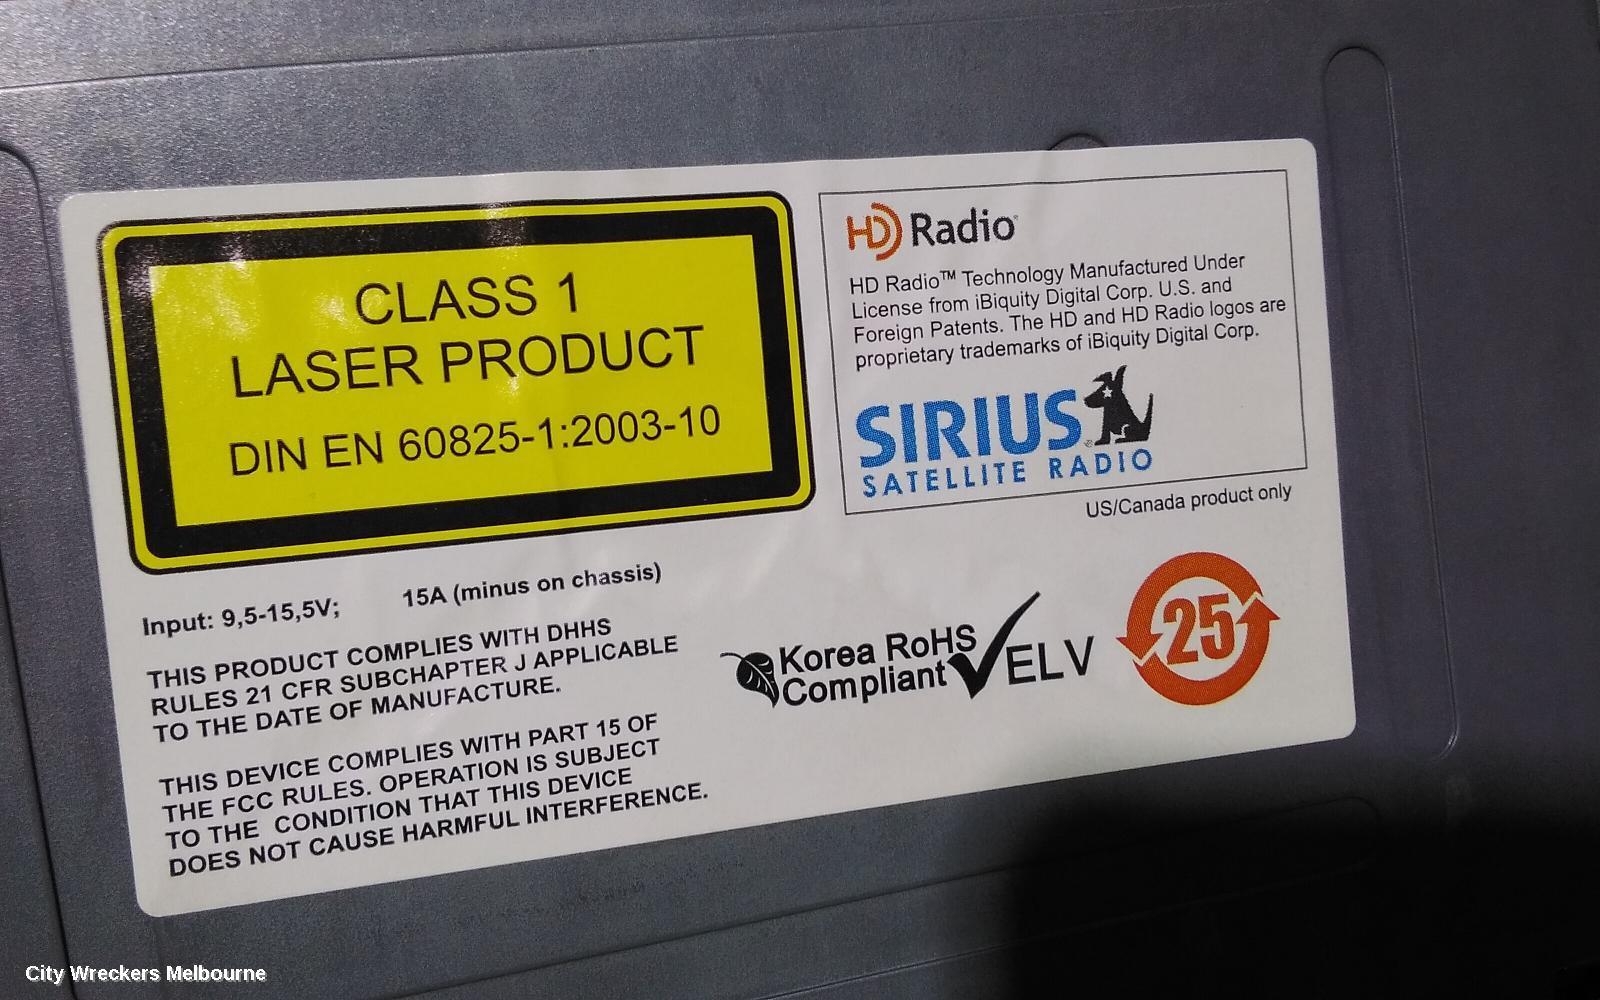 CLASS 1
LASER PRODUCT
DIN EN 60825-1:2003-10
HD Radio
HD Radio™ Technology Manufactured Under
License from iBiquity Digital Corp. U.S. and
Foreign Patents. The HD and HD Radio logos are
proprietary trademarks of iBiquity Digital Corp.
SIRIUS
SATELLITE RADIO
US/Canada product only
Input: 9,5-15,5V; 15A (minus on chassis)
THIS PRODUCT COMPLIES WITH DHHS
RULES 21 CFR SUBCHAPTER J APPLICABLE
TO THE DATE OF MANUFACTURE.
THIS DEVICE COMPLIES WITH PART 15 OF
THE FCC RULES. OPERATION IS SUBJECT
TO THE CONDITION THAT THIS DEVICE
DOES NOT CAUSE HARMFUL INTERFERENCE.
Korea RoHS
Compliant
ELV
25
City Wreckers Melbourne